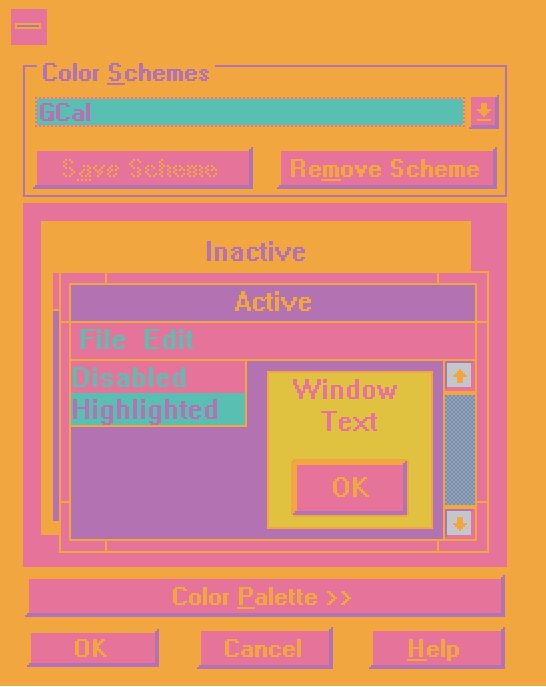 Color Schemes
GCal
Save Scheme Remove Scheme
Inactive
Active
File Edit
Disabled
Highlighted
Window
Text
OK
Color Palette >>
OK Cancel Help